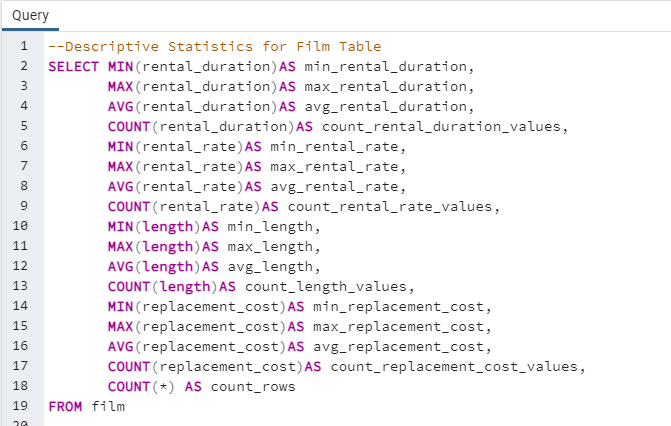 Query
1 --Descriptive Statistics for Film Table
2 SELECT MIN(rental_duration)AS min_rental_duration,
3 MAX(rental_duration)AS max_rental_duration,
4 AVG(rental_duration)AS avg_rental_duration,
5 COUNT(rental_duration)AS count_rental_duration_values,
6 MIN(rental_rate)AS min_rental_rate,
7 MAX(rental_rate)AS max_rental_rate,
8 AVG(rental_rate)AS avg_rental_rate,
9 COUNT(rental_rate)AS count_rental_rate_values,
10 MIN(length)AS min_length,
11 MAX(length)AS max_length,
12 AVG(length)AS avg_length,
13 COUNT(length)AS count_length_values,
14 MIN(replacement_cost)AS min_replacement_cost,
15 MAX(replacement_cost)AS max_replacement_cost,
16 AVG(replacement_cost)AS avg_replacement_cost,
17 COUNT(replacement_cost)AS count_replacement_cost_values,
18 COUNT(*) AS count_rows
19 FROM film
20